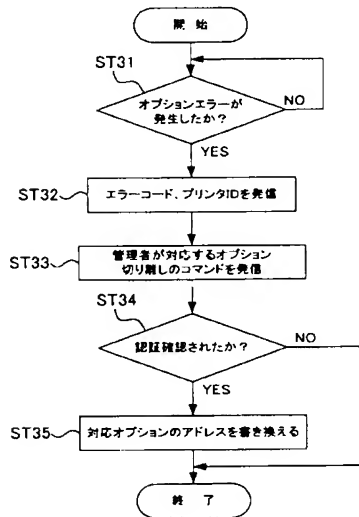 開 始
ST31
オプションエラーが
発生したか?
NO
YES
ST32
エラーコード、プリンタIDを発信
ST33
管理者が対応するオプション
切り離しのコマンドを発信
ST34
認証確認されたか?
NO
YES
ST35
対応オプションのアドレスを書き換える
終 了